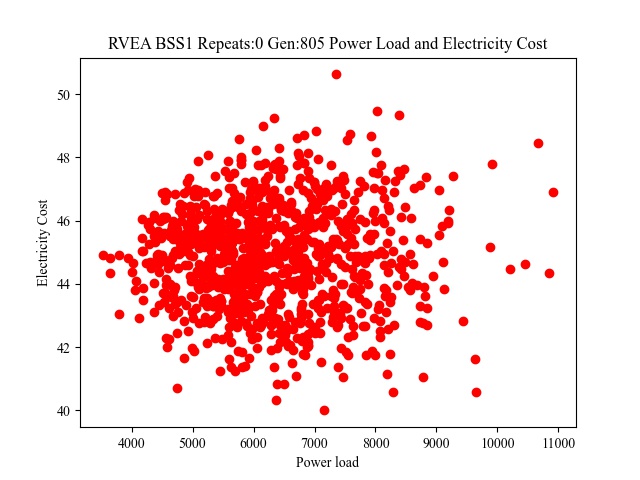 RVEA BSS1 Repeats:0 Gen:805 Power Load and Electricity Cost
50
48
46
44
42
40
Electricity Cost
4000 5000 6000 7000 8000 9000 10000 11000
Power load